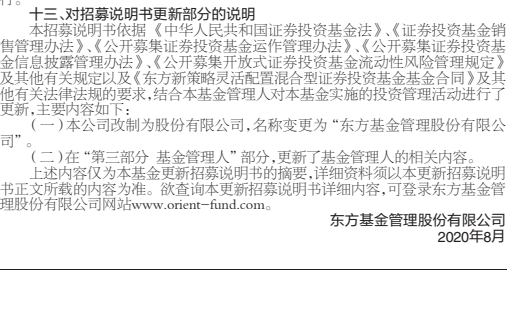 行。
十三、对招募说明书更新部分的说明
本招募说明书依据《中华人民共和国证券投资基金法》、《证券投资基金销
售管理办法》、《公开募集证券投资基金运作管理办法》、《公开募集证券投资基
金信息披露管理办法》、《公开募集开放式证券投资基金流动性风险管理规定》
及其他有关规定以及《东方新策略灵活配置混合型证券投资基金基金合同》及其
他有关法律法规的要求,结合本基金管理人对本基金实施的投资管理活动进行了
更新,主要内容如下:
(一)本公司改制为股份有限公司,名称变更为“东方基金管理股份有限公
司”。
(二)在“第三部分 基金管理人”部分,更新了基金管理人的相关内容。
上述内容仅为本基金更新招募说明书的摘要,详细资料须以本更新招募说明
书正文所载的内容为准。欲查询本更新招募说明书详细内容,可登录东方基金管
理股份有限公司网站www.orient-fund.com。
东方基金管理股份有限公司
2020年8月